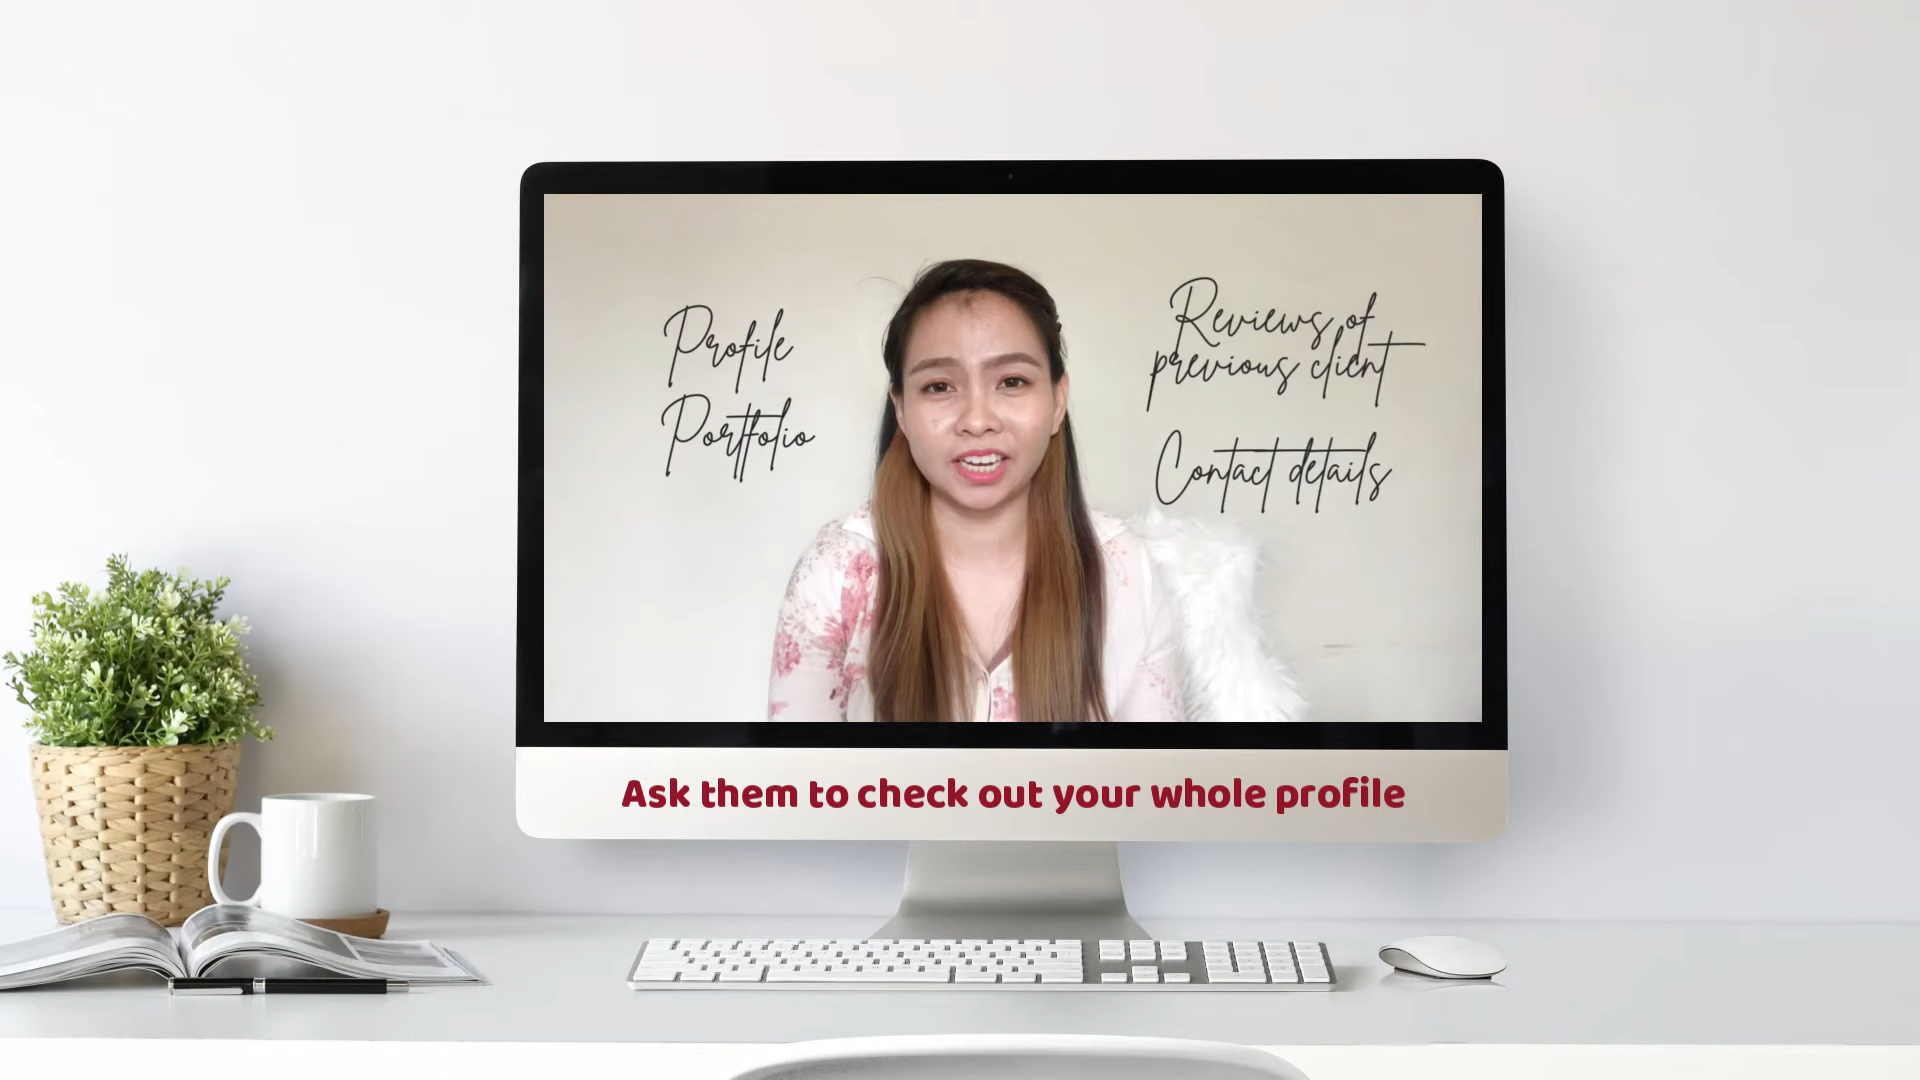 Profile
Portfolio
Reviews of
previous client
Contact details
Ask them to check out your whole profile